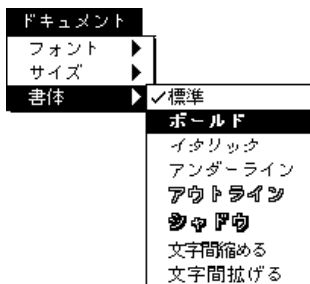 ドキュメント
フォント ▶
サイズ ▶
書体 ▶
✓標準
ボールド
イタリック
アンダーライン
アウトライン
シャドウ
文字間縮める
文字間拡げる